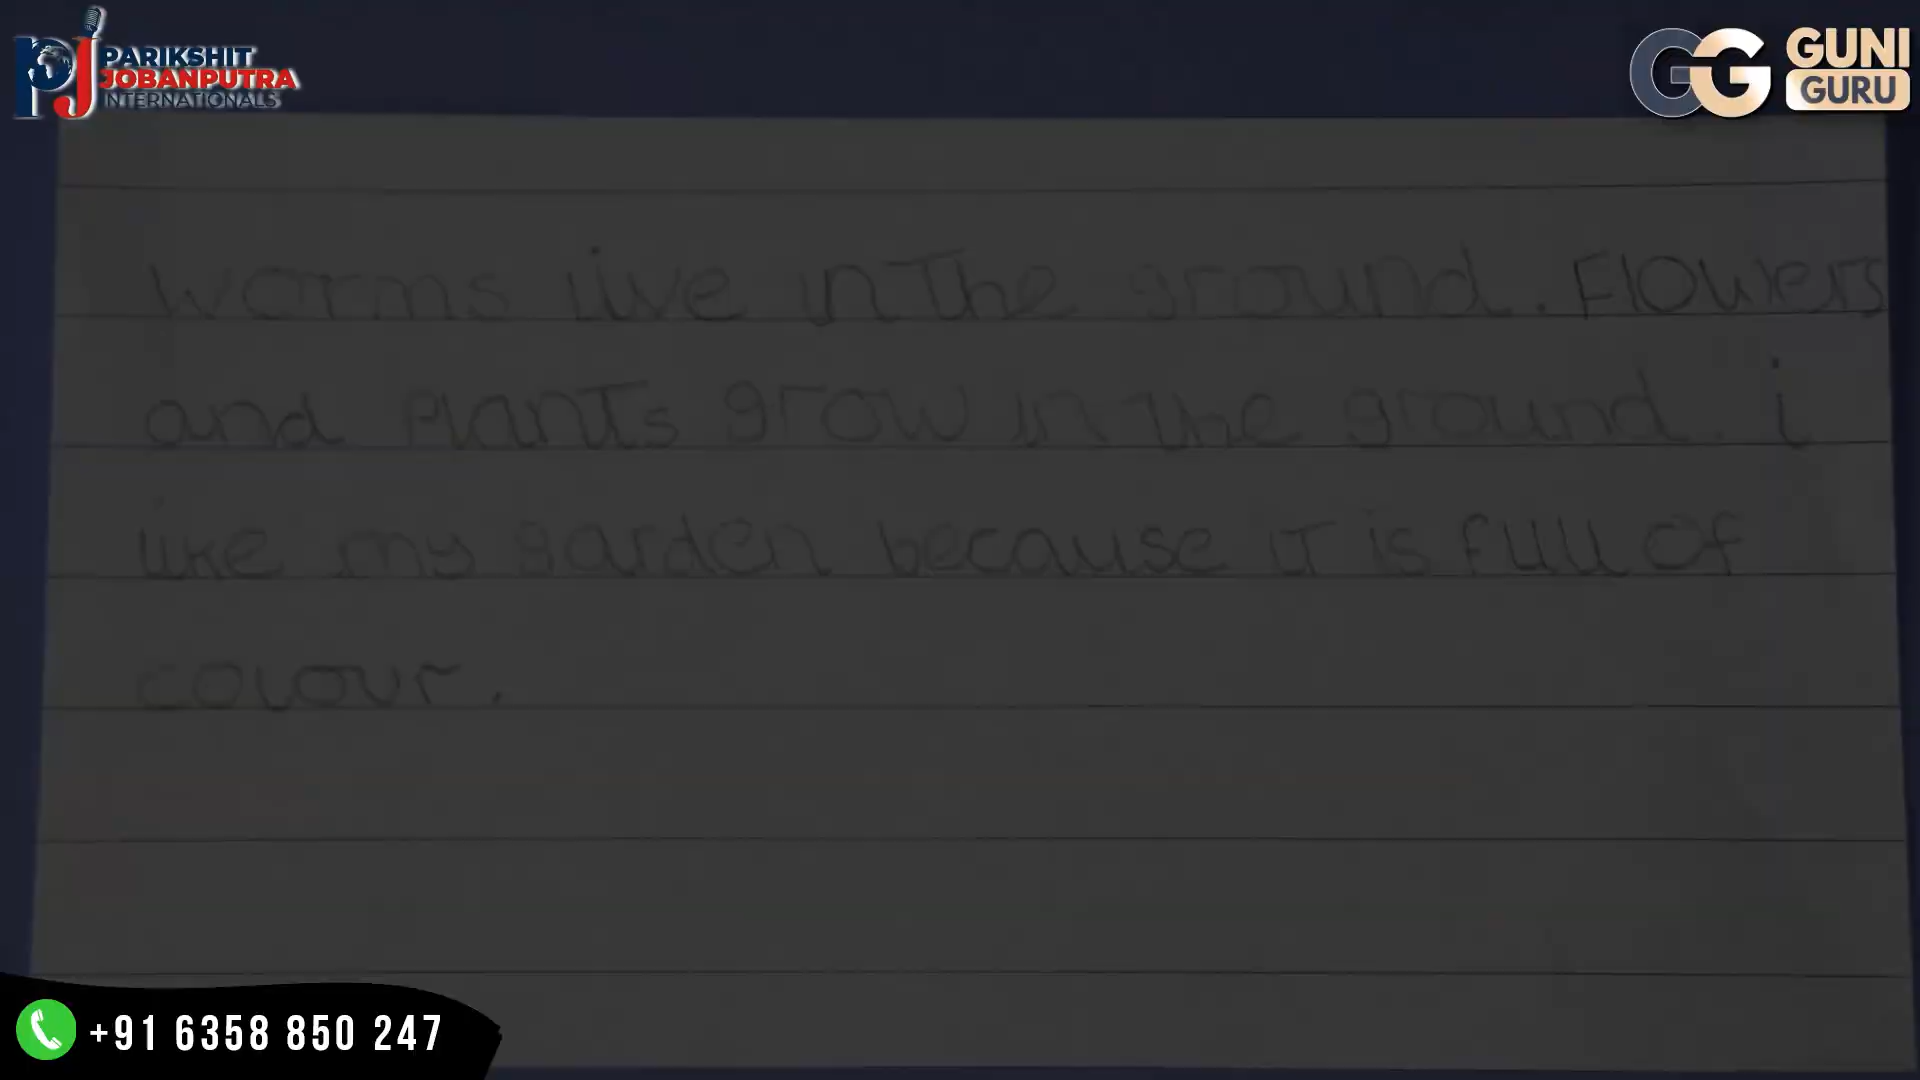 PARIKSHIT
JOBANPUTRA
INTERNATIONALS
GUNI
GURU
worms live in the ground. Flowers
and Plants grow in the ground. i
like my garden because it is full of
colour.
+91 6358 850 247